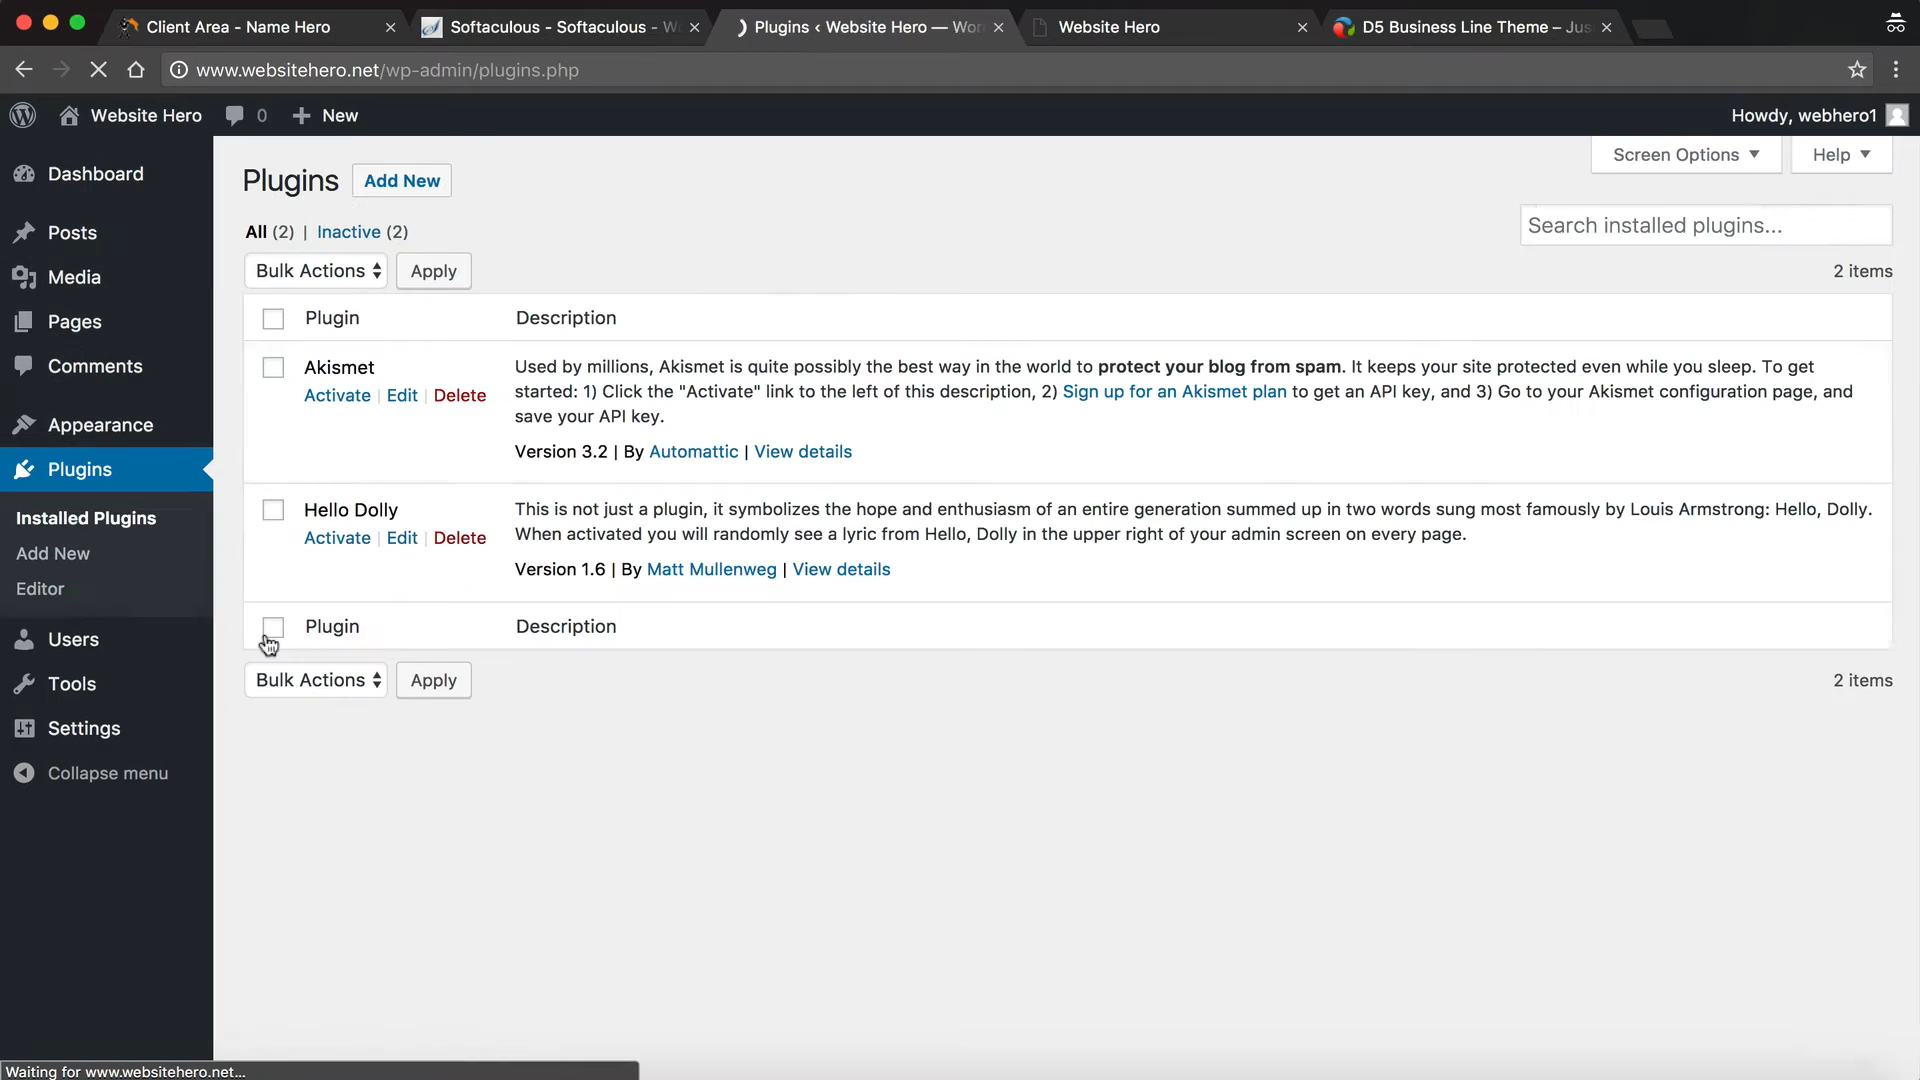 Client Area - Name Hero
Softaculous - Softaculous - W
Plugins ‹ Website Hero — Wor
Website Hero
D5 Business Line Theme – Jus
www.websitehero.net/wp-admin/plugins.php
Website Hero
0
New
Howdy, webhero1
Dashboard
Posts
Media
Pages
Comments
Appearance
Plugins
Installed Plugins
Add New
Editor
Users
Tools
Settings
Collapse menu
Screen Options
Help
Plugins
Add New
All (2) | Inactive (2)
Search installed plugins...
Bulk Actions
Apply
2 items
Plugin
Description
Akismet
Activate | Edit | Delete
Used by millions, Akismet is quite possibly the best way in the world to protect your blog from spam. It keeps your site protected even while you sleep. To get
started: 1) Click the "Activate" link to the left of this description, 2) Sign up for an Akismet plan to get an API key, and 3) Go to your Akismet configuration page, and
save your API key.
Version 3.2 | By Automattic | View details
Hello Dolly
Activate | Edit | Delete
This is not just a plugin, it symbolizes the hope and enthusiasm of an entire generation summed up in two words sung most famously by Louis Armstrong: Hello, Dolly.
When activated you will randomly see a lyric from Hello, Dolly in the upper right of your admin screen on every page.
Version 1.6 | By Matt Mullenweg | View details
Plugin
Description
Bulk Actions
Apply
2 items
Waiting for www.websitehero.net...